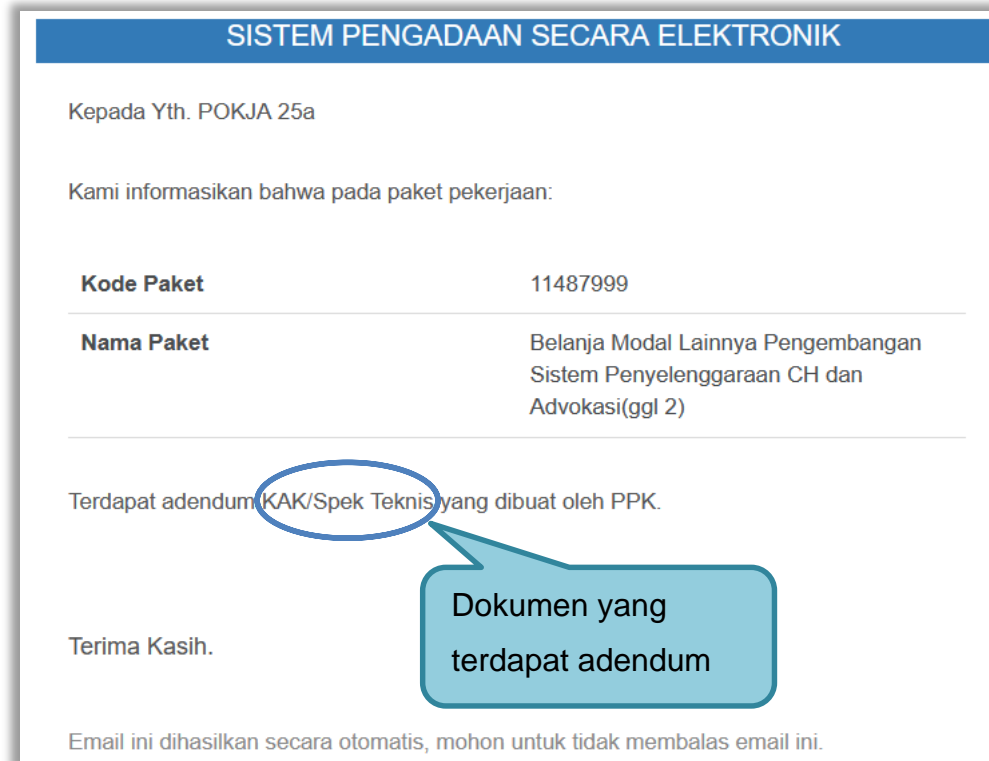 SISTEM PENGADAAN SECARA ELEKTRONIK
Kepada Yth. POKJA 25a
Kami informasikan bahwa pada paket pekerjaan:
Kode Paket 11487999
Nama Paket Belanja Modal Lainnya Pengembangan
Sistem Penyelenggaraan CH dan
Advokasi(ggl 2)
Terdapat adendum KAK/Spek Teknis yang dibuat oleh PPK.
Dokumen yang
terdapat adendum
Terima Kasih.
Email ini dihasilkan secara otomatis, mohon untuk tidak membalas email ini.